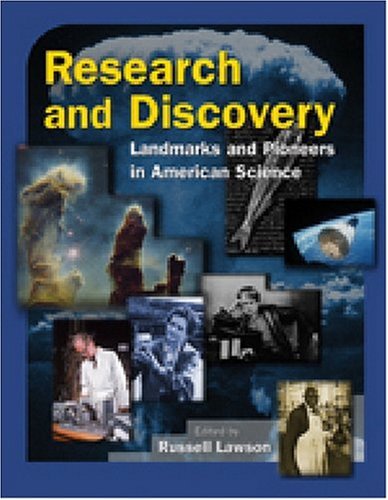 Research
and Discovery
Landmarks and Pioneers
in American Science
Edited by
Russell Lawson